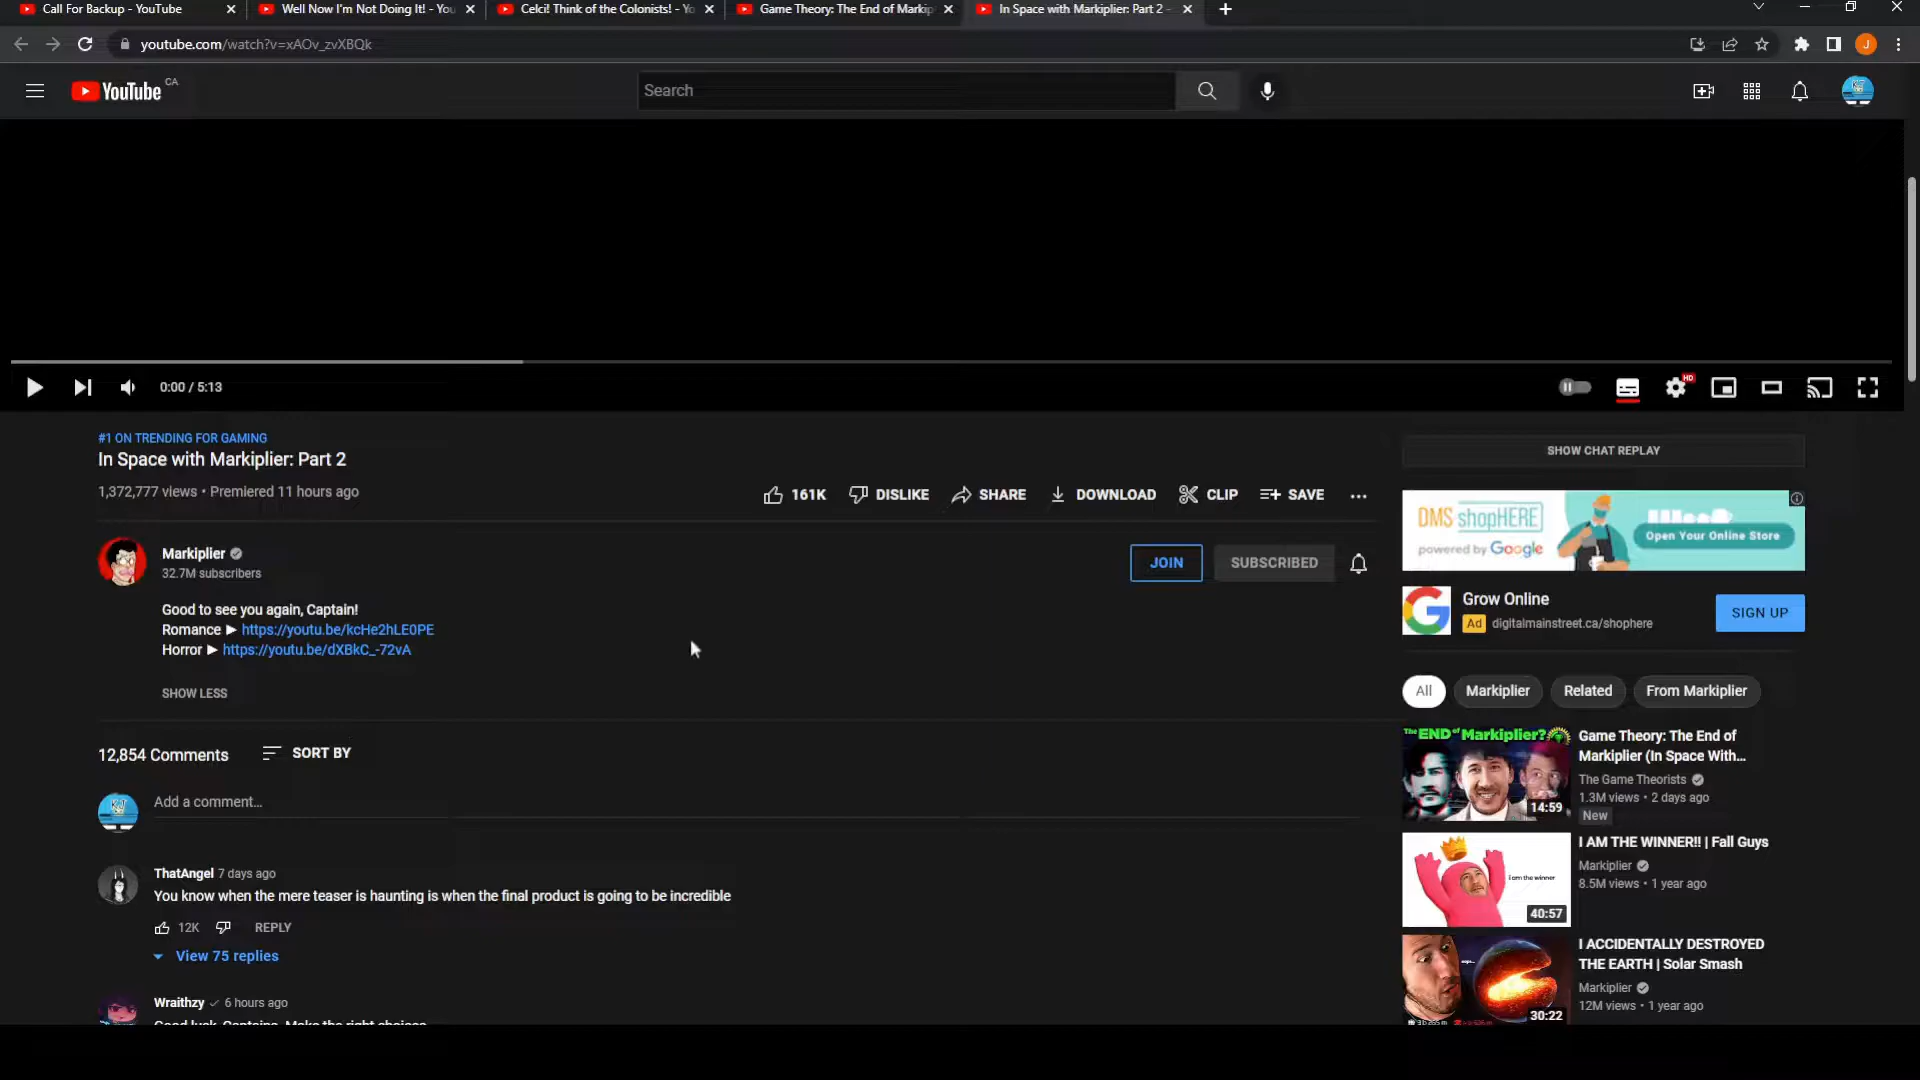 Call For Backup - YouTube
Well Now I'm Not Doing It! - You
Celci! Think of the Colonists! - Yo
Game Theory: The End of Markip
In Space with Markiplier: Part 2 -
youtube.com/watch?v=xAOv_zvXBQk
J
YouTube CA
Search
0:00 / 5:13
HD
#1 ON TRENDING FOR GAMING
In Space with Markiplier: Part 2
1,372,777 views • Premiered 11 hours ago
161K DISLIKE SHARE DOWNLOAD CLIP SAVE
Markiplier
32.7M subscribers
JOIN SUBSCRIBED
Good to see you again, Captain!
Romance ► https://youtu.be/kcHe2hLE0PE
Horror ► https://youtu.be/dXBkC_-72vA
SHOW LESS
12,854 Comments SORT BY
Add a comment...
ThatAngel 7 days ago
You know when the mere teaser is haunting is when the final product is going to be incredible
12K REPLY
View 75 replies
Wraithzy 6 hours ago
Good luck, Captains. Make the right choices
SHOW CHAT REPLAY
DMS shopHERE
powered by Google
Open Your Online Store
Grow Online
Ad digitalmainstreet.ca/shophere
SIGN UP
All Markiplier Related From Markiplier
The END of Markiplier?
14:59
Game Theory: The End of
Markiplier (In Space With...
The Game Theorists
1.3M views • 2 days ago
New
i am the winner
40:57
I AM THE WINNER!! | Fall Guys
Markiplier
8.5M views • 1 year ago
30:22
I ACCIDENTALLY DESTROYED
THE EARTH | Solar Smash
Markiplier
12M views • 1 year ago